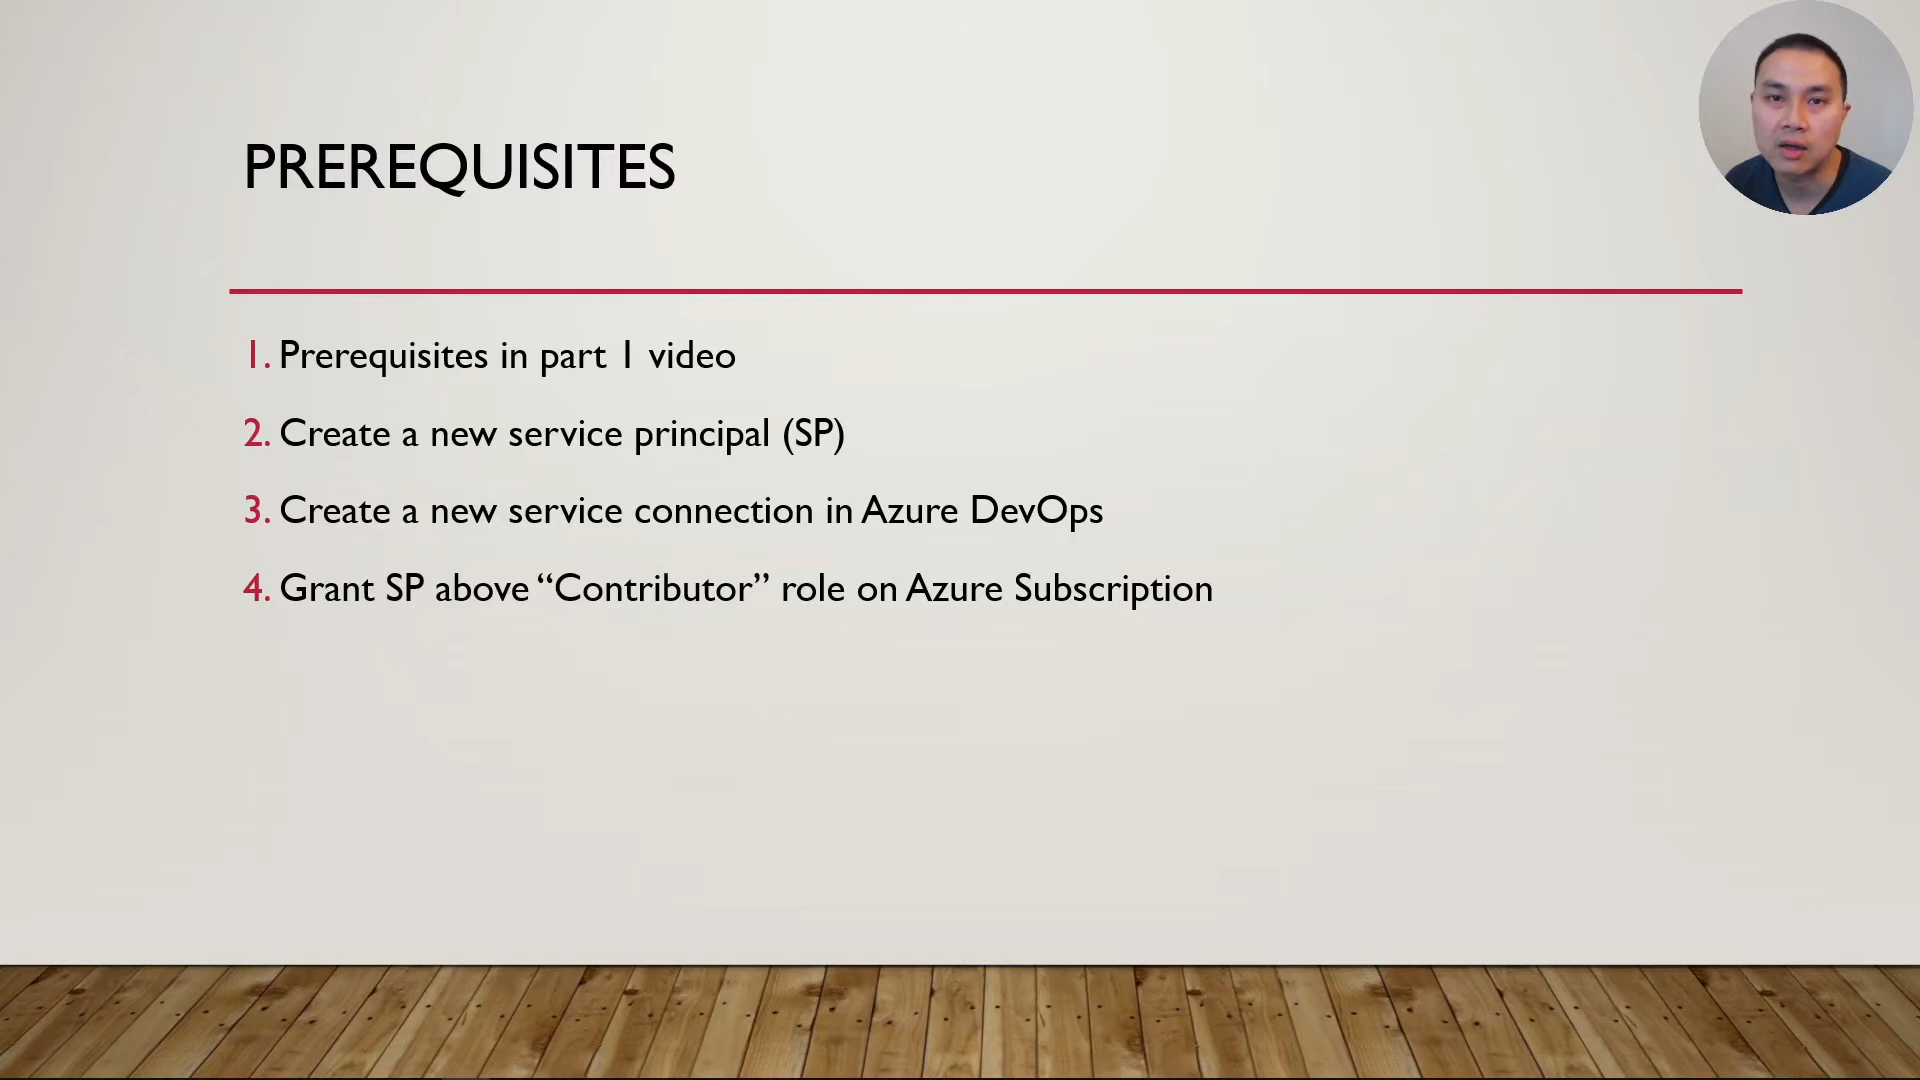 PREREQUISITES
1. Prerequisites in part 1 video
2. Create a new service principal (SP)
3. Create a new service connection in Azure DevOps
4. Grant SP above “Contributor” role on Azure Subscription